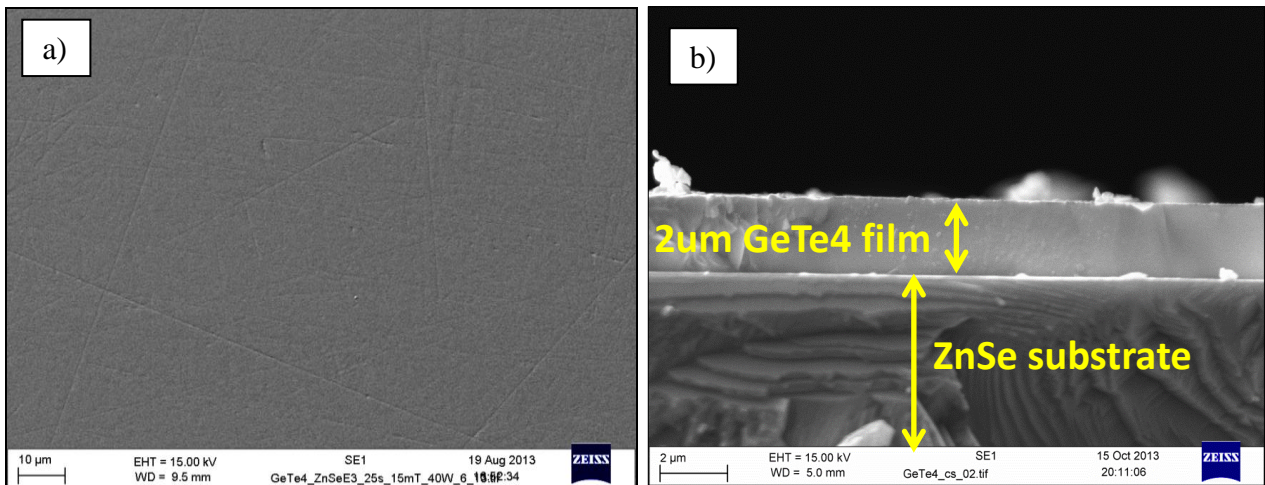 a)
10 µm
EHT = 15.00 kV
SE1
19 Aug 2013
WD = 9.5 mm
ZEISS
b)
2um GeTe4 film
ZnSe substrate
2 µm
EHT = 15.00 kV
SE1
15 Oct 2013
WD = 5.0 mm
GeTe4_cs_02.tif
20:11:06
ZEISS